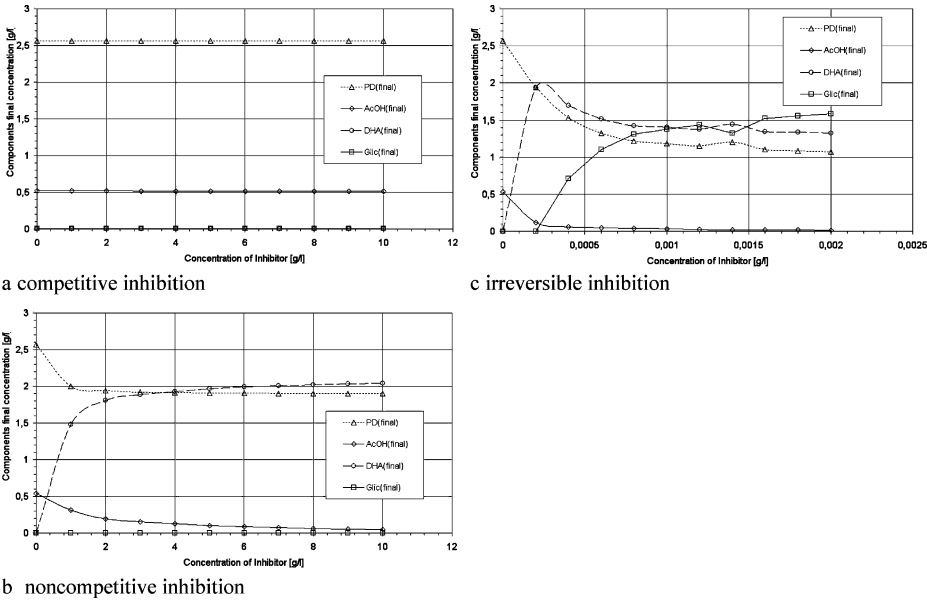 Components final concentration [g/l]
3
2,5
2
1,5
1
0,5
0
0 2 4 6 8 10 12
Concentration of Inhibitor [g/l]
PD(final)
AcOH(final)
DHA(final)
Glic(final)
a competitive inhibition
Components final concentration [g/l]
3
2,5
2
1,5
1
0,5
0
0 0,0005 0,001 0,0015 0,002 0,0025
Concentration of Inhibitor [g/l]
PD(final)
AcOH(final)
DHA(final)
Glic(final)
c irreversible inhibition
Components final concentration [g/l]
3
2,5
2
1,5
1
0,5
0
0 2 4 6 8 10 12
Concentration of Inhibitor [g/l]
PD(final)
AcOH(final)
DHA(final)
Glic(final)
b noncompetitive inhibition